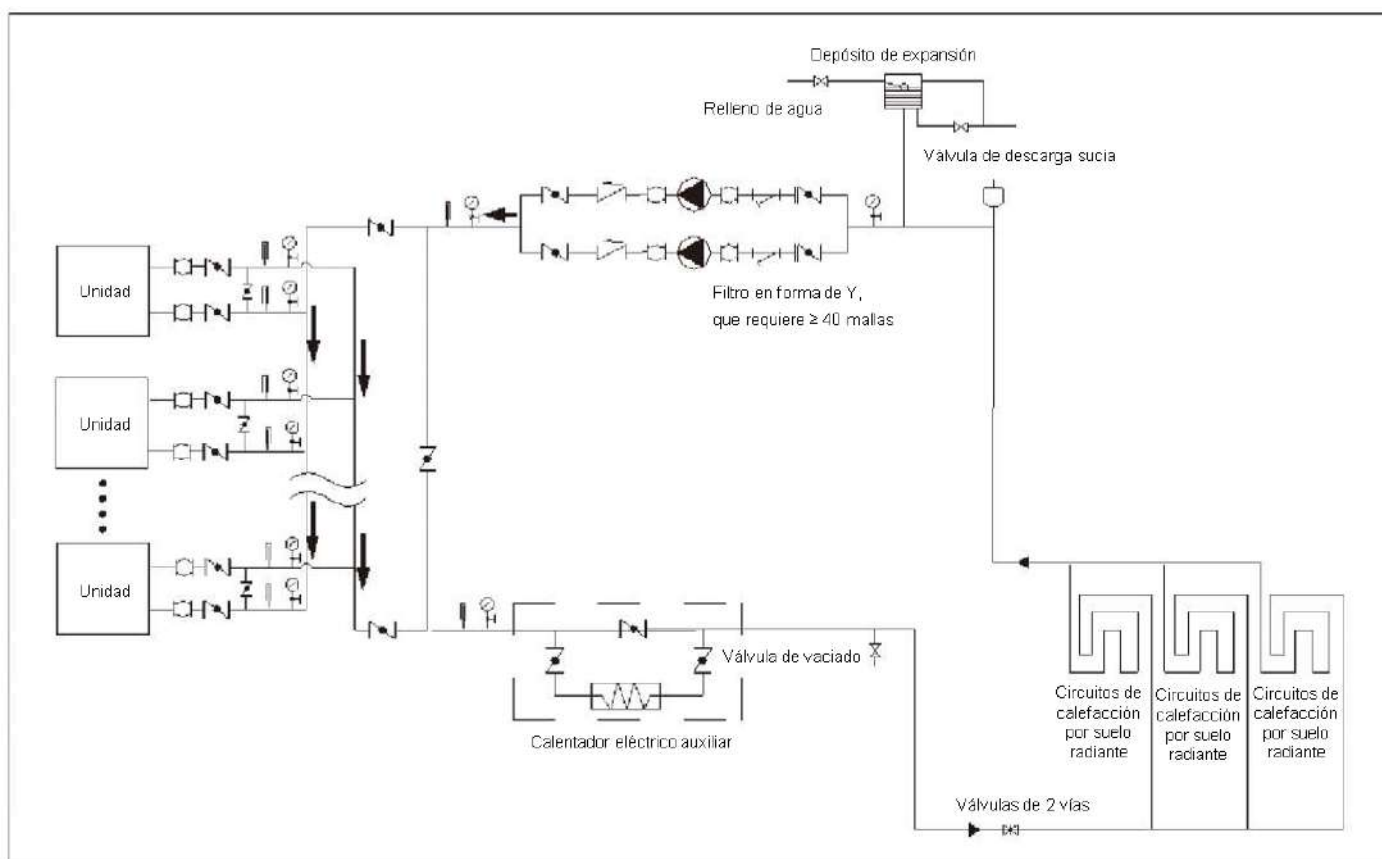 Depósito de expansión
Relleno de agua
Válvula de descarga sucia
Unidad
Filtro en forma de Y,
que requiere ≥ 40 mallas
Unidad
Unidad
Válvula de vaciado
Calentador eléctrico auxiliar
Circuitos de
calefacción
por suelo
radiante
Circuitos de
calefacción
por suelo
radiante
Circuitos de
calefacción
por suelo
radiante
Válvulas de 2 vías